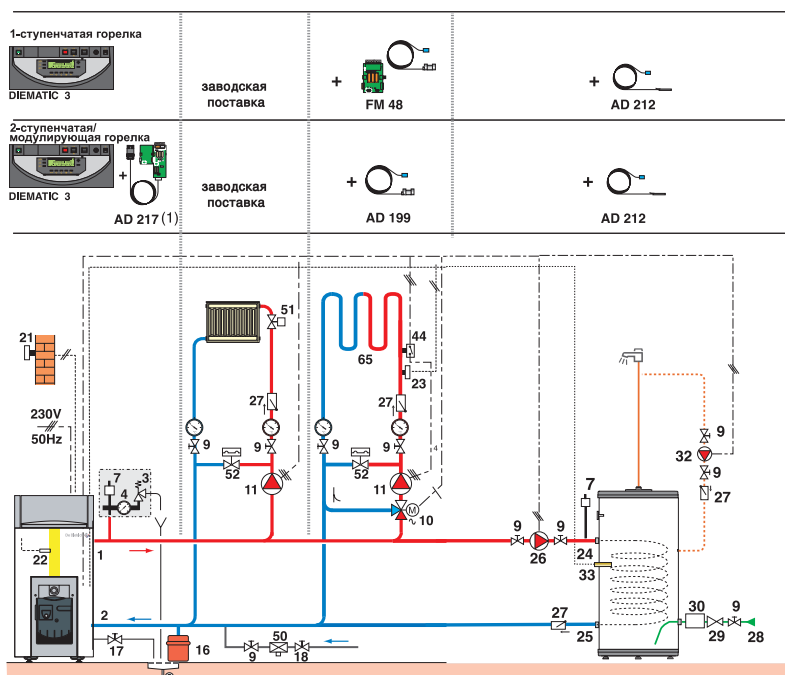 1-ступенчатая горелка
DIEMATIC 3
заводская
поставка
+
FM 48
+
AD 212
2-ступенчатая/
модулирующая горелка
DIEMATIC 3
+
AD 217 (1)
заводская
поставка
+
AD 199
+
AD 212
21
230V
50Hz
51
44
65
23
27
27
9
9
9
9
52
52
11
11
M
10
9
32
9
27
7
3
4
7
22
1
9
9
26
24
33
2
27
25
30
9
29
28
17
16
9
50
18